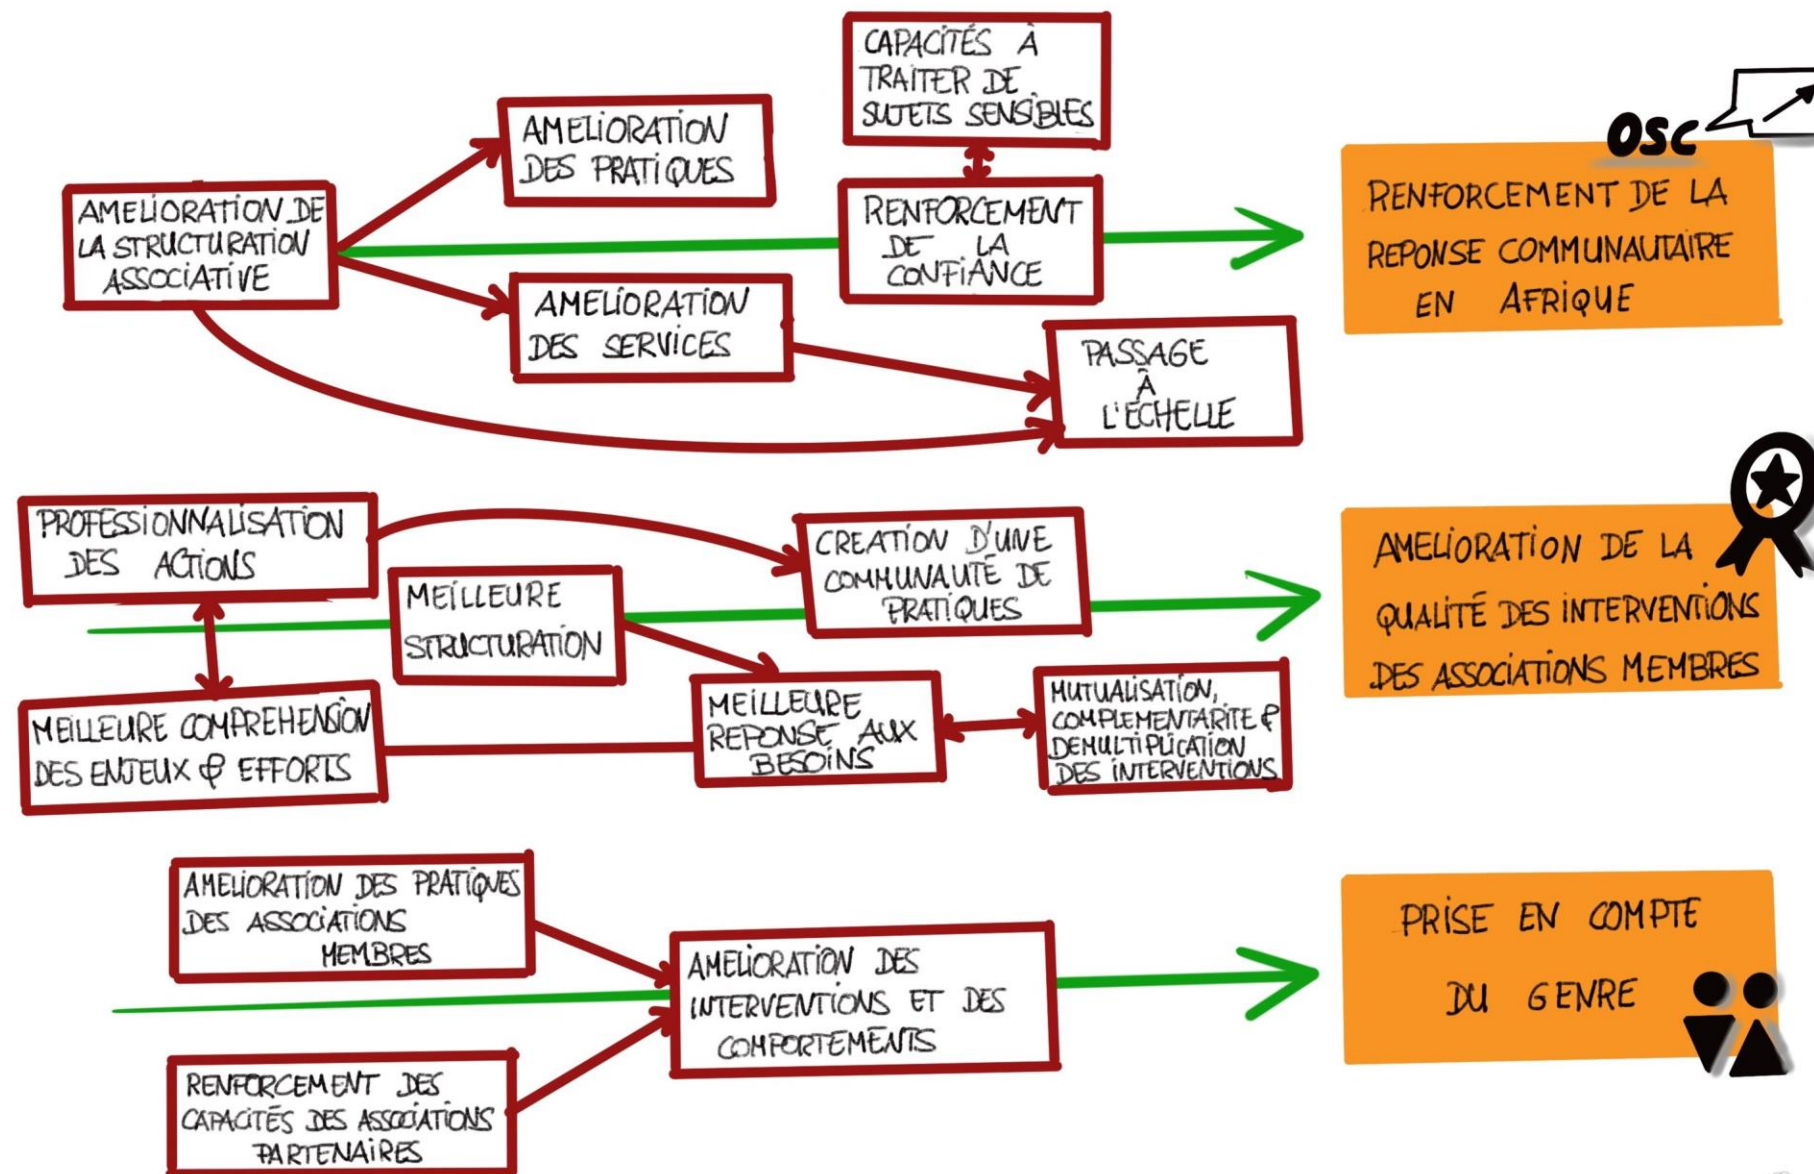 CAPACITÉS À
TRAITER DE
SUJETS SENSIBLES
AMELIORATION
DES PRATIQUES
OSC
AMELIORATION DE
LA STRUCTURATION
ASSOCIATIVE
RENFORCEMENT
DE LA
CONFIANCE
RENFORCEMENT DE LA
REPONSE COMMUNAUTAIRE
EN AFRIQUE
AMELIORATION
DES SERVICES
PASSAGE
À
L'ÉCHELLE
PROFESSIONNALISATION
DES ACTIONS
CREATION D'UNE
COMMUNAUTÉ DE
PRATIQUES
MEILLEURE
STRUCTURATION
AMELIORATION DE LA
QUALITÉ DES INTERVENTIONS
DES ASSOCIATIONS MEMBRES
MEILLEURE COMPREHENSION
DES ENJEUX & EFFORTS
MEILLEURE
REPONSE AUX
BESOINS
MUTUALISATION,
COMPLEMENTARITE &
DEMULTIPLICATION
DES INTERVENTIONS
AMELIORATION DES PRATIQUES
DES ASSOCIATIONS
MEMBRES
AMELIORATION DES
INTERVENTIONS ET DES
COMPORTEMENTS
PRISE EN COMPTE
DU GENRE
RENFORCEMENT DES
CAPACITÉS DES ASSOCIATIONS
PARTENAIRES